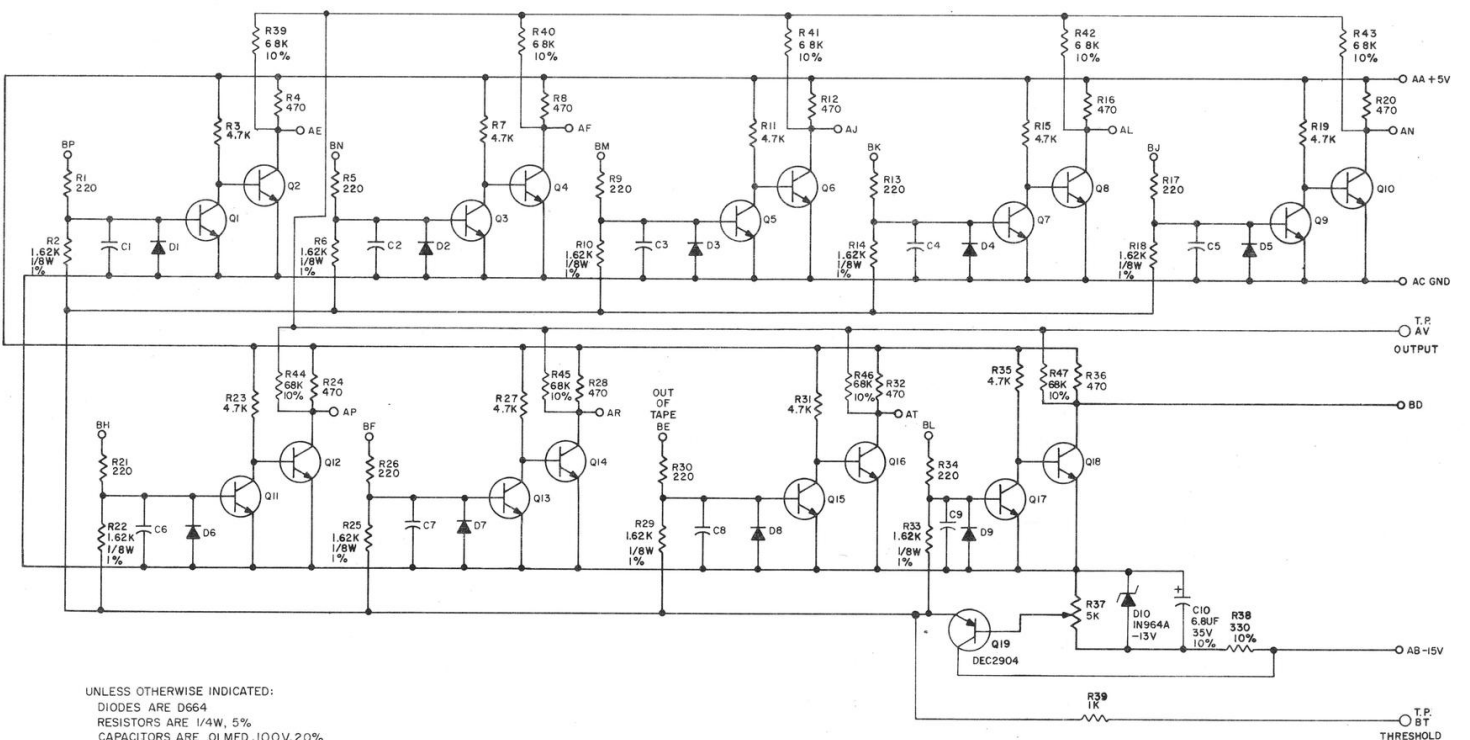 R39
68K
10%
R40
68K
10%
R41
68K
10%
R42
68K
10%
R43
68K
10%
AA +5V
R4
470
R8
470
R12
470
R16
470
R20
470
R3
4.7K
AE
R7
4.7K
AF
R11
4.7K
AJ
R15
4.7K
AL
R19
4.7K
AN
BP
BN
BM
BK
BJ
R1
220
Q2
R5
220
Q4
R9
220
Q6
R13
220
Q8
R17
220
Q10
Q1
Q3
Q5
Q7
Q9
R2
1.62K
1/8W
1%
C1
D1
R6
1.62K
1/8W
1%
C2
D2
R10
1.62K
1/8W
1%
C3
D3
R14
1.62K
1/8W
1%
C4
D4
R18
1.62K
1/8W
1%
C5
D5
AC GND
T.P.
AV
OUTPUT
R23
4.7K
R44
68K
10%
R24
470
R27
4.7K
R45
68K
10%
R28
470
R31
4.7K
R46
68K
10%
R32
470
R35
4.7K
R47
68K
10%
R36
470
AP
AR
OUT
OF
TAPE
BE
AT
BD
BH
BF
BL
R21
220
Q12
R26
220
Q14
R30
220
Q16
R34
220
Q18
Q11
Q13
Q15
Q17
R22
1.62K
1/8W
1%
C6
D6
R25
1.62K
1/8W
1%
C7
D7
R29
1.62K
1/8W
1%
C8
D8
R33
1.62K
1/8W
1%
C9
D9
R37
5K
D10
IN964A
-13V
+
C10
6.8UF
35V
10%
R38
330
10%
Q19
DEC2904
AB -15V
R39
1K
T.P.
BT
THRESHOLD
UNLESS OTHERWISE INDICATED:
DIODES ARE D664
RESISTORS ARE 1/4W, 5%
CAPACITORS ARE .01MFD, 100V, 20%